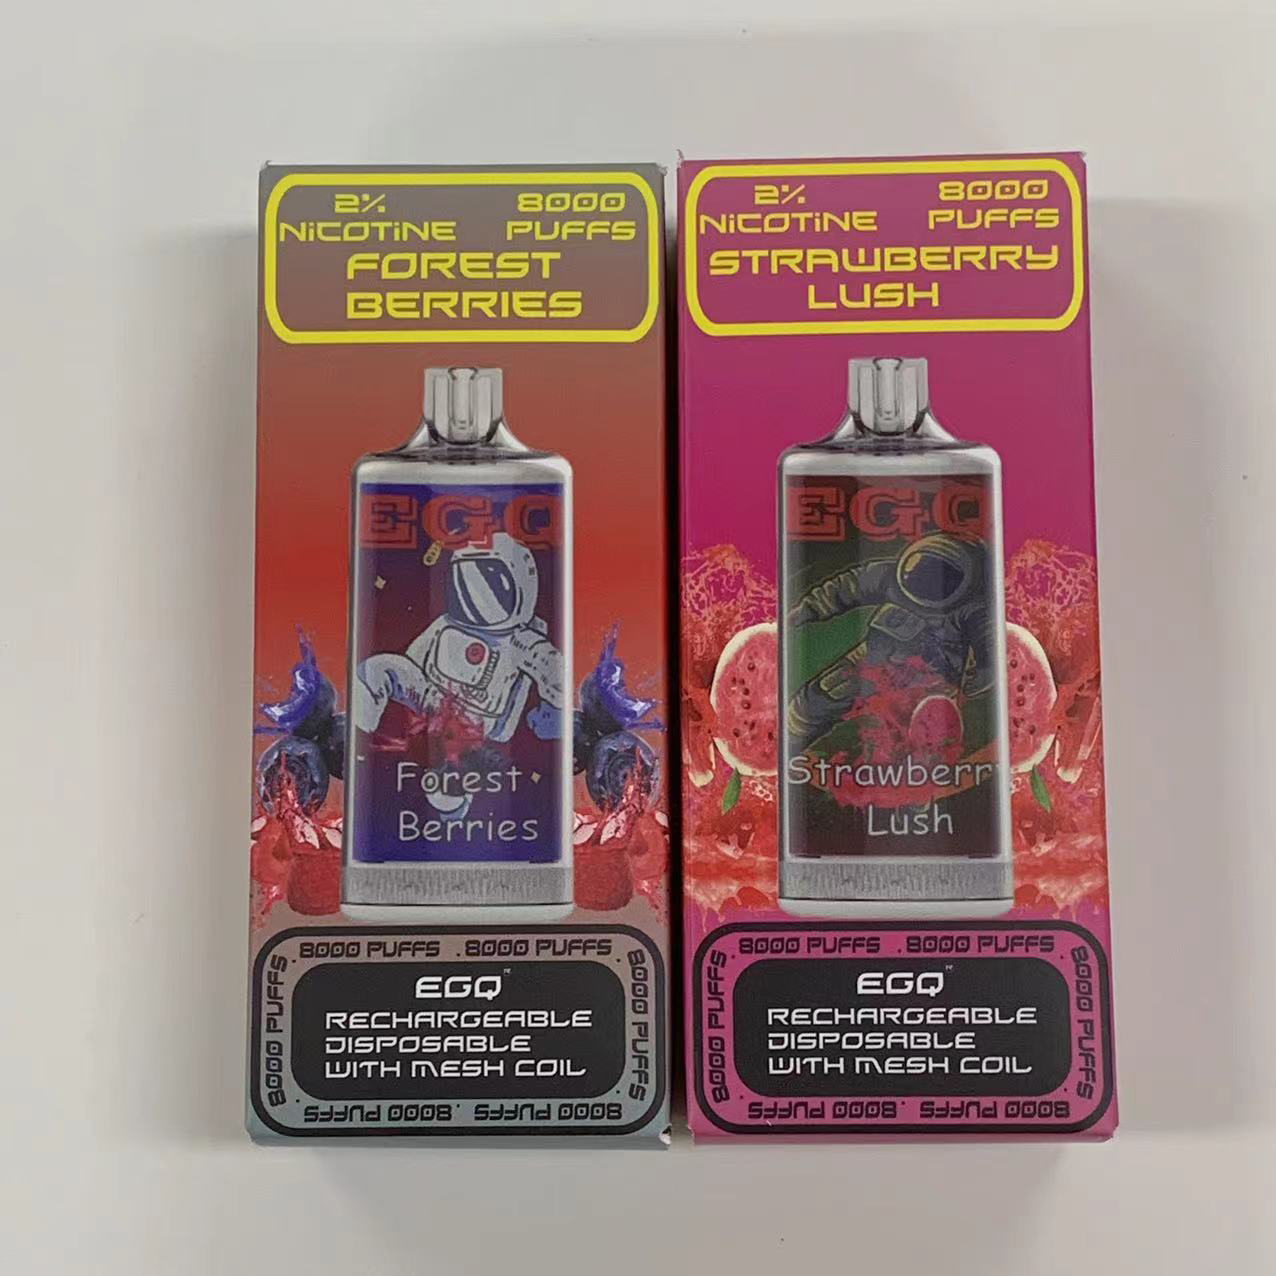 2% 8000
NiCOTiNE PUFFS
FOREST
BERRIES
EGQ
Forest
Berries
8000 PUFFS . 8000 PUFFS .
8000 PUFFS
8000 PUFFS
EGQ
RECHARGEABLE
DISPOSABLE
WITH MESH COIL
8000 PUFFS . 8000 PUFFS .
2% 8000
NiCOTiNE PUFFS
STRAWBERRY
LUSH
EGQ
Strawberry
Lush
. 8000 PUFFS . 8000 PUFFS
8000 PUFFS
8000 PUFFS
EGQ
RECHARGEABLE
DISPOSABLE
WITH MESH COIL
8000 PUFFS . 8000 PUFFS .